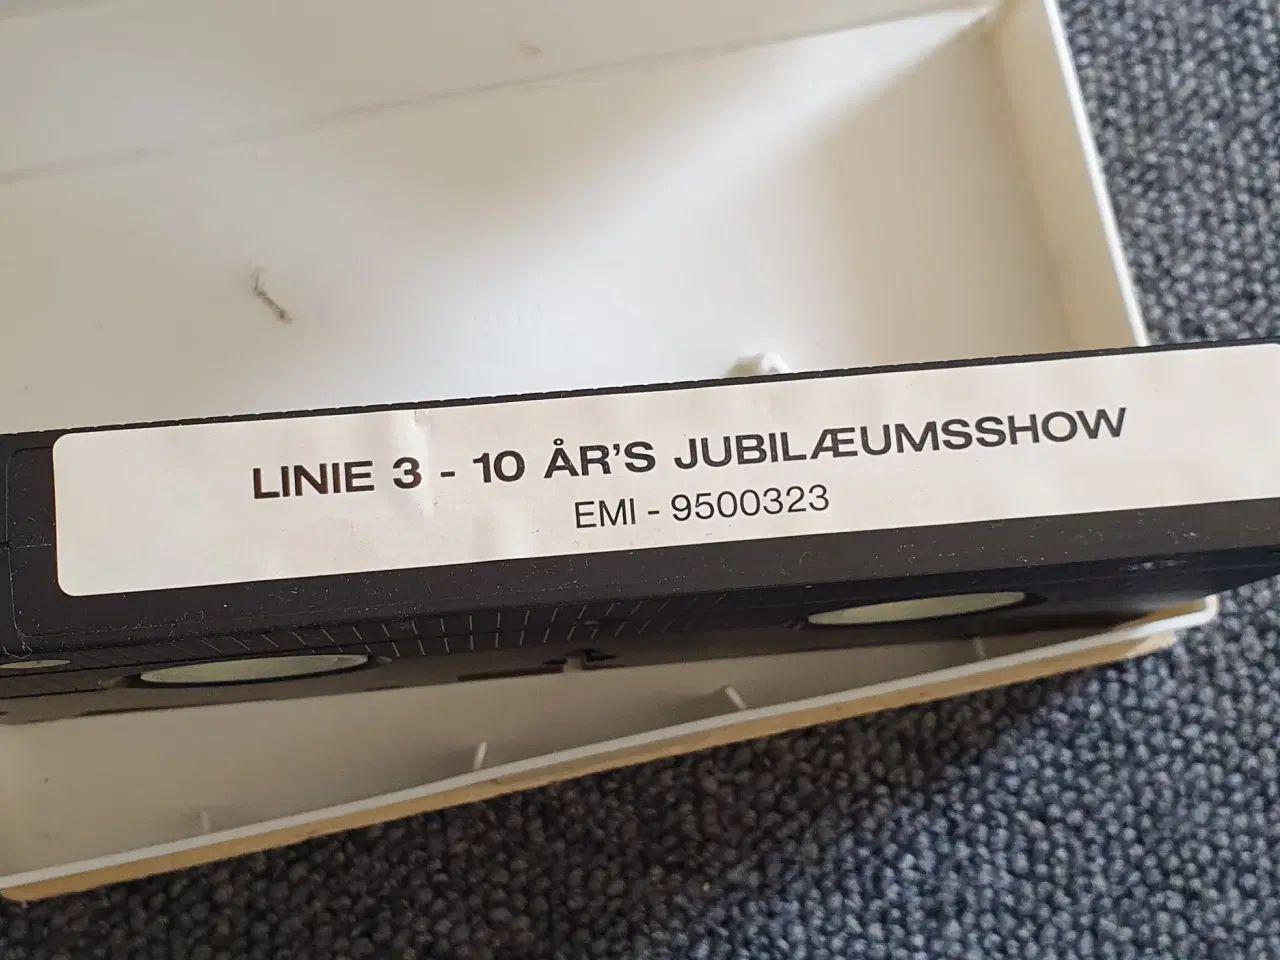 LINIE 3 - 10 ÅR'S JUBILÆUMSSHOW
EMI - 9500323